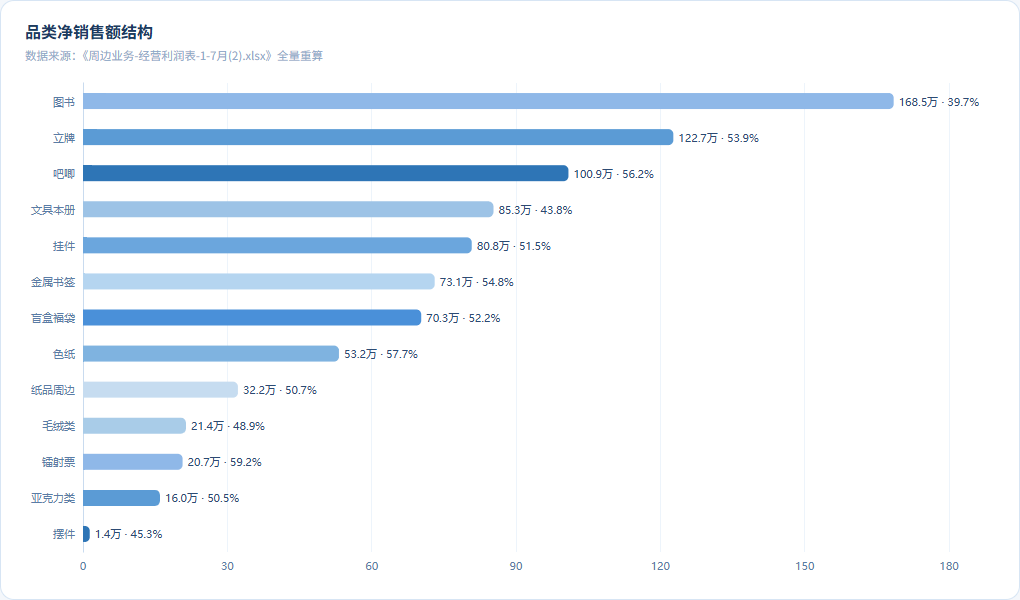 品类净销售额结构
数据来源：《周边业务-经营利润表-1-7月(2).xlsx》全量重算
图书 168.5万 · 39.7%
立牌 122.7万 · 53.9%
吧唧 100.9万 · 56.2%
文具本册 85.3万 · 43.8%
挂件 80.8万 · 51.5%
金属书签 73.1万 · 54.8%
盲盒福袋 70.3万 · 52.2%
色纸 53.2万 · 57.7%
纸品周边 32.2万 · 50.7%
毛绒类 21.4万 · 48.9%
镭射票 20.7万 · 59.2%
亚克力类 16.0万 · 50.5%
摆件 1.4万 · 45.3%
0 30 60 90 120 150 180